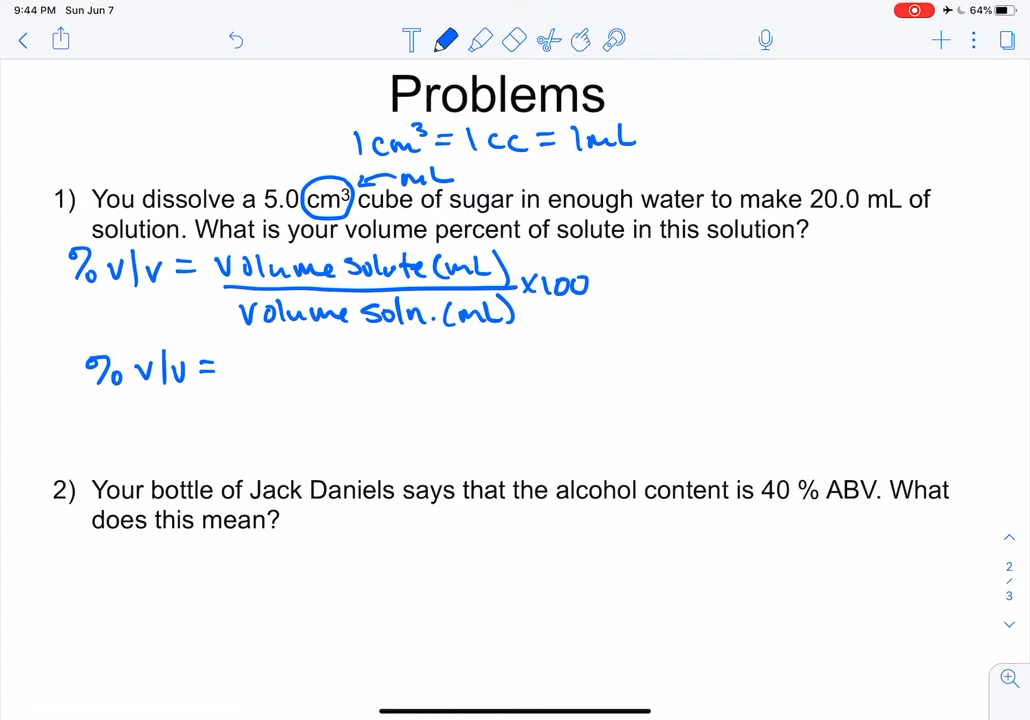 9:44 PM Sun Jun 7
64%
T
Problems
1 cm³ = 1 cc = 1 mL
mL
1) You dissolve a 5.0 cm³ cube of sugar in enough water to make 20.0 mL of
solution. What is your volume percent of solute in this solution?
% v/v = volume solute (mL)
x100
volume soln. (mL)
% v/v =
2) Your bottle of Jack Daniels says that the alcohol content is 40 % ABV. What
does this mean?
2
/
3